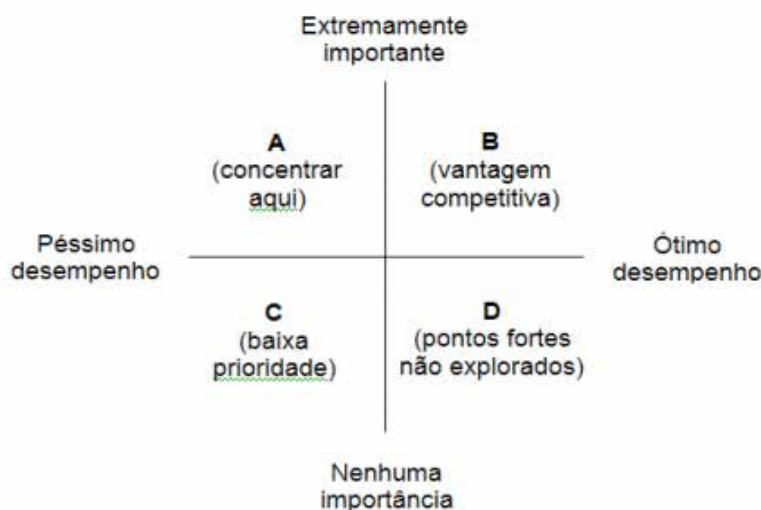 Extremamente
importante
A
(concentrar
aqui)
B
(vantagem
competitiva)
Péssimo
desempenho
Ótimo
desempenho
C
(baixa
prioridade)
D
(pontos fortes
não explorados)
Nenhuma
importância